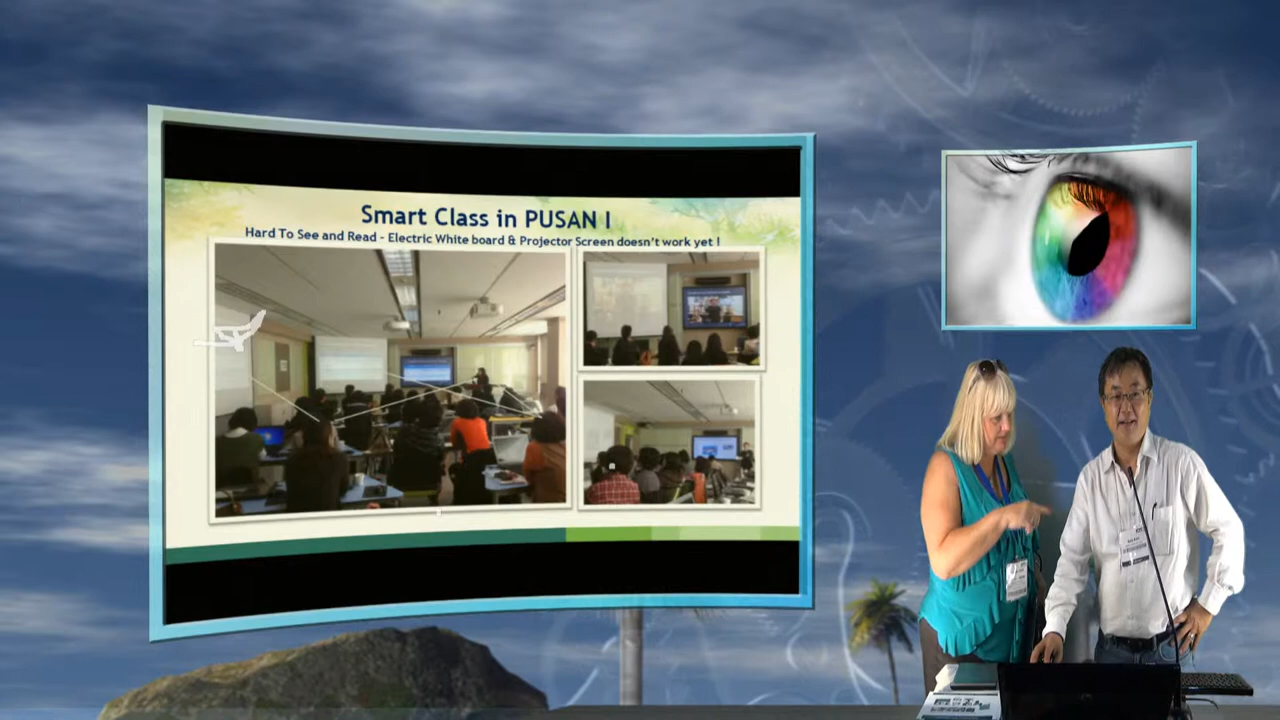 Smart Class in PUSAN I
Hard To See and Read - Electric White board & Projector Screen doesn't work yet !